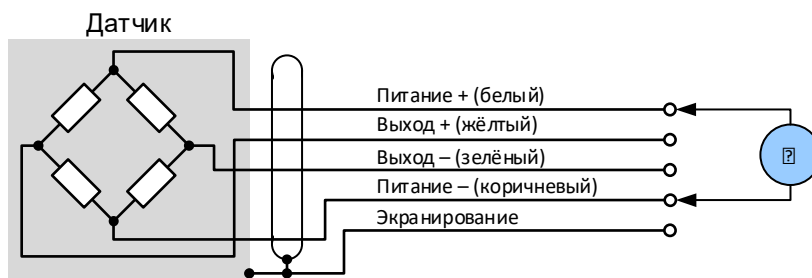 Датчик
Питание + (белый)
Выход + (жёлтый)
Выход – (зелёный)
Питание – (коричневый)
Экранирование